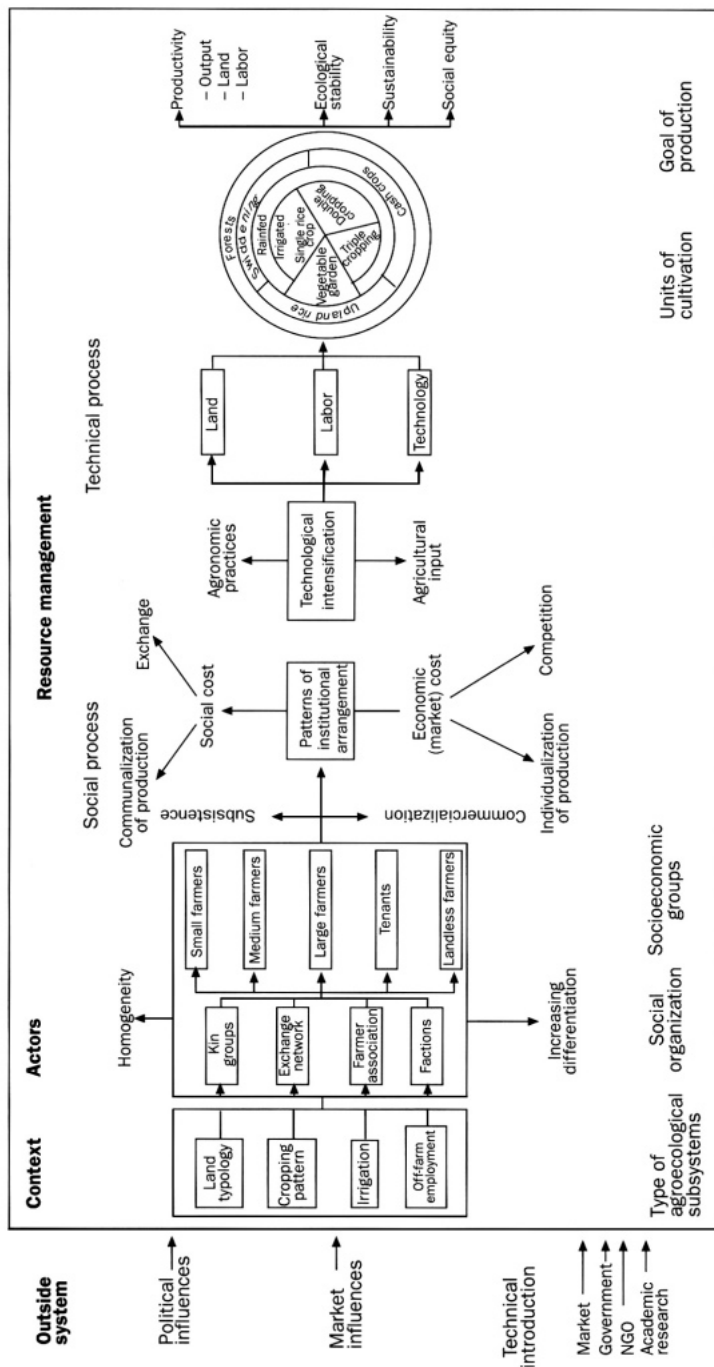 Outside
system
Context
Actors
Resource management
Social process
Technical process
Political
influences
Market
influences
Technical
introduction
Market
Government
NGO
Academic
research
Land
typology
Cropping
pattern
Irrigation
Off-farm
employment
Type of
agroecological
subsystems
Homogeneity
Kin
groups
Exchange
network
Farmer
association
Factions
Increasing
differentiation
Social
organization
Small farmers
Medium farmers
Large farmers
Tenants
Landless farmers
Socioeconomic
groups
Subsistence
Commercialization
Communalization
of production
Exchange
Social cost
Patterns of
institutional
arrangement
Economic
(market) cost
Individualization
of production
Competition
Agronomic
practices
Technological
intensification
Agricultural
input
Land
Labor
Technology
Forests
Swiddening
Rainfed
Irrigated
Single rice
crop
Double
cropping
Triple
cropping
Vegetable
garden
Upland rice
Cash crops
Units of
cultivation
Productivity
– Output
– Land
– Labor
Ecological
stability
Sustainability
Social equity
Goal of
production